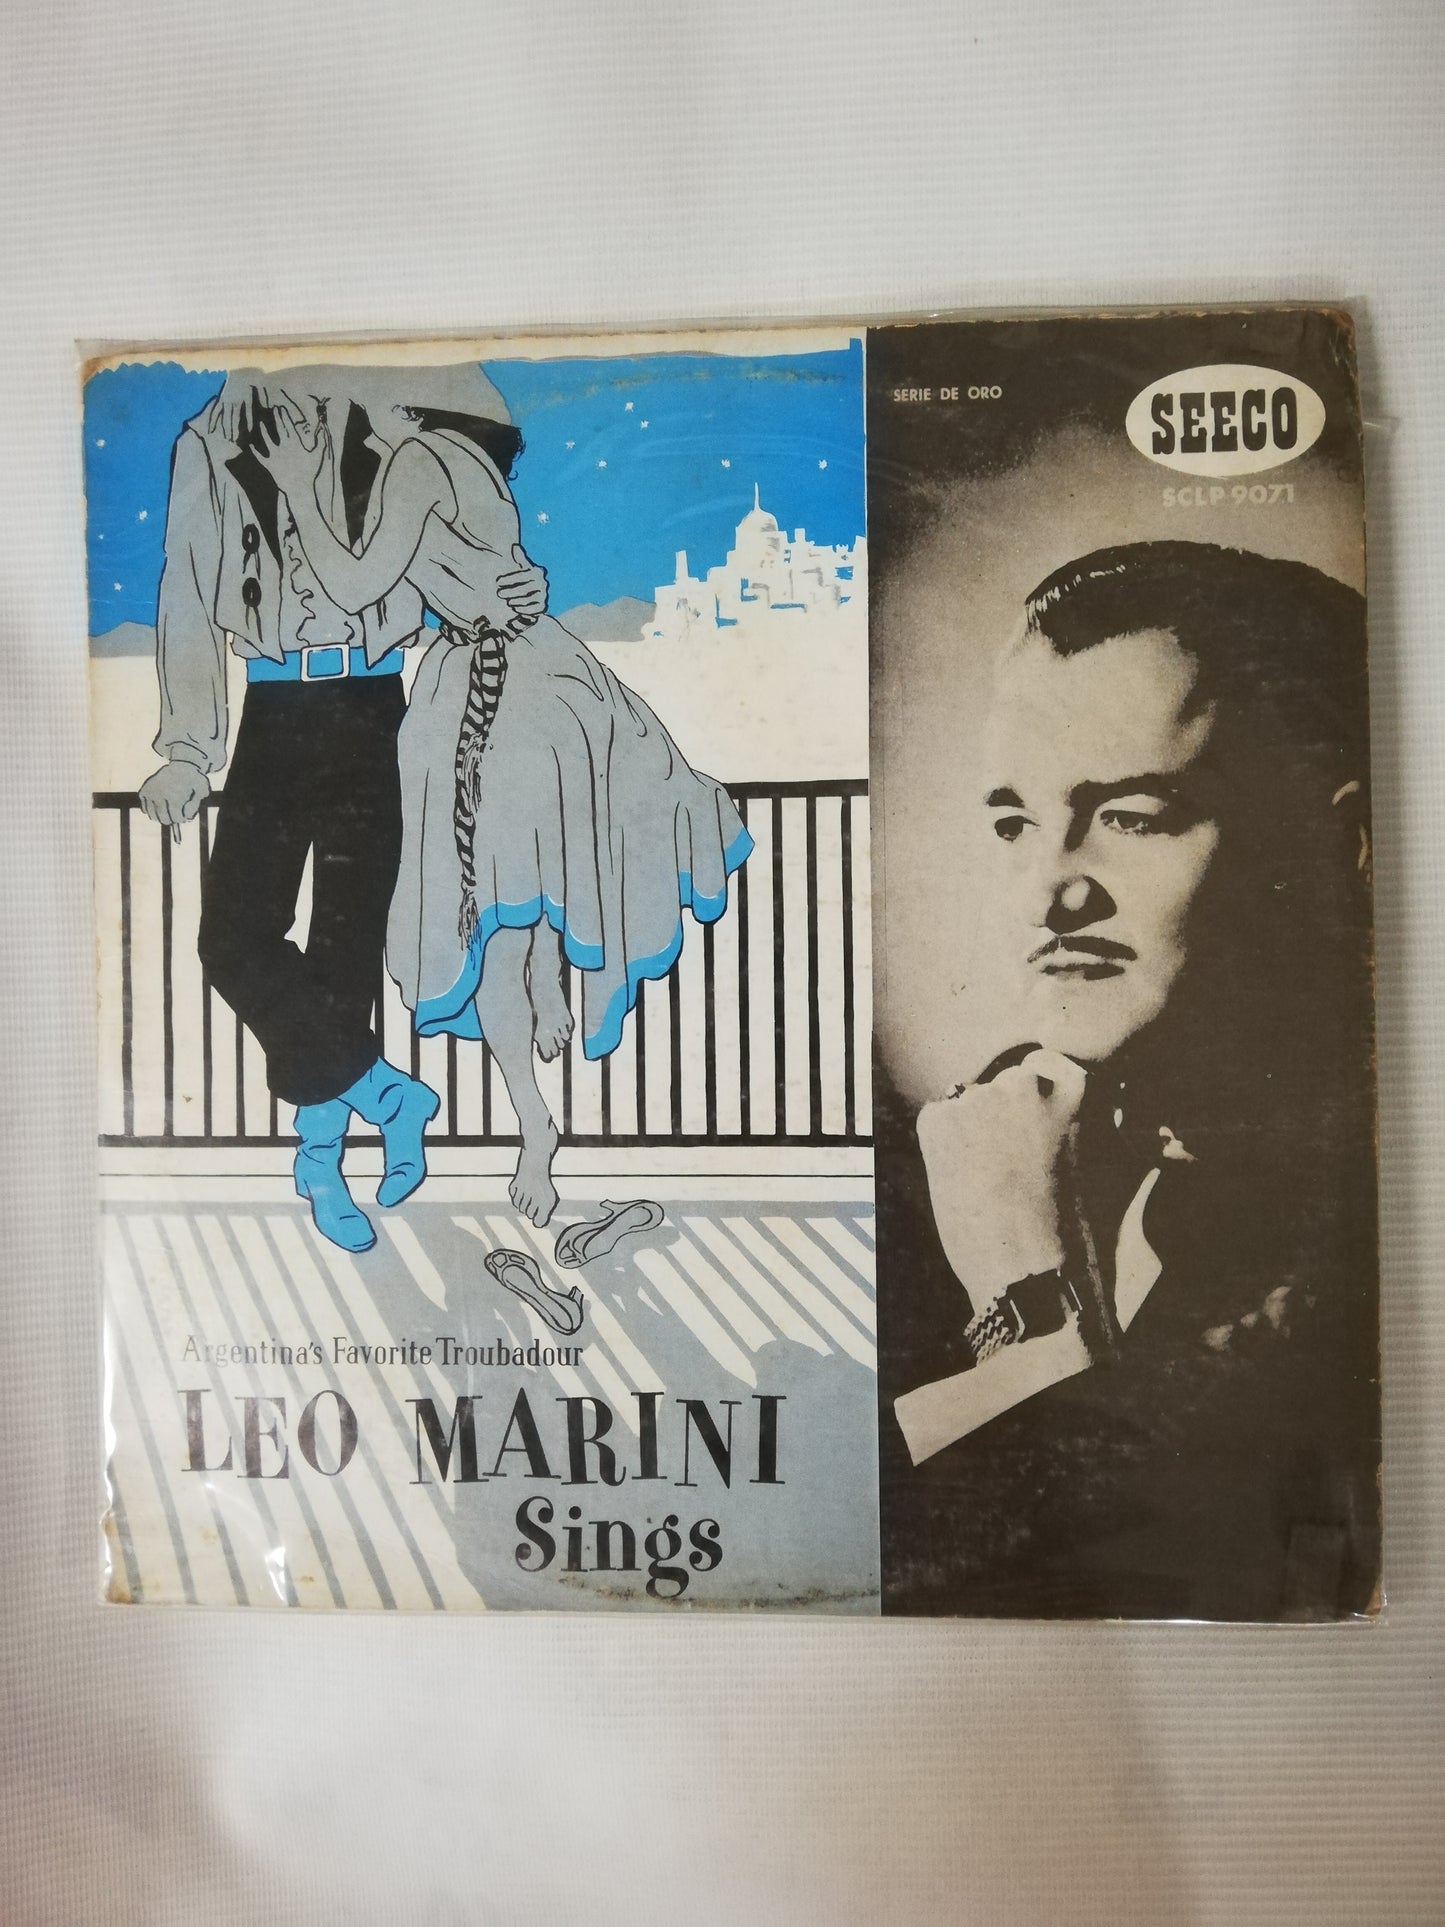 SERIE DE ORO
SEECO
SCLP 9071
Argentina's Favorite Troubadour
LEO MARINI
Sings